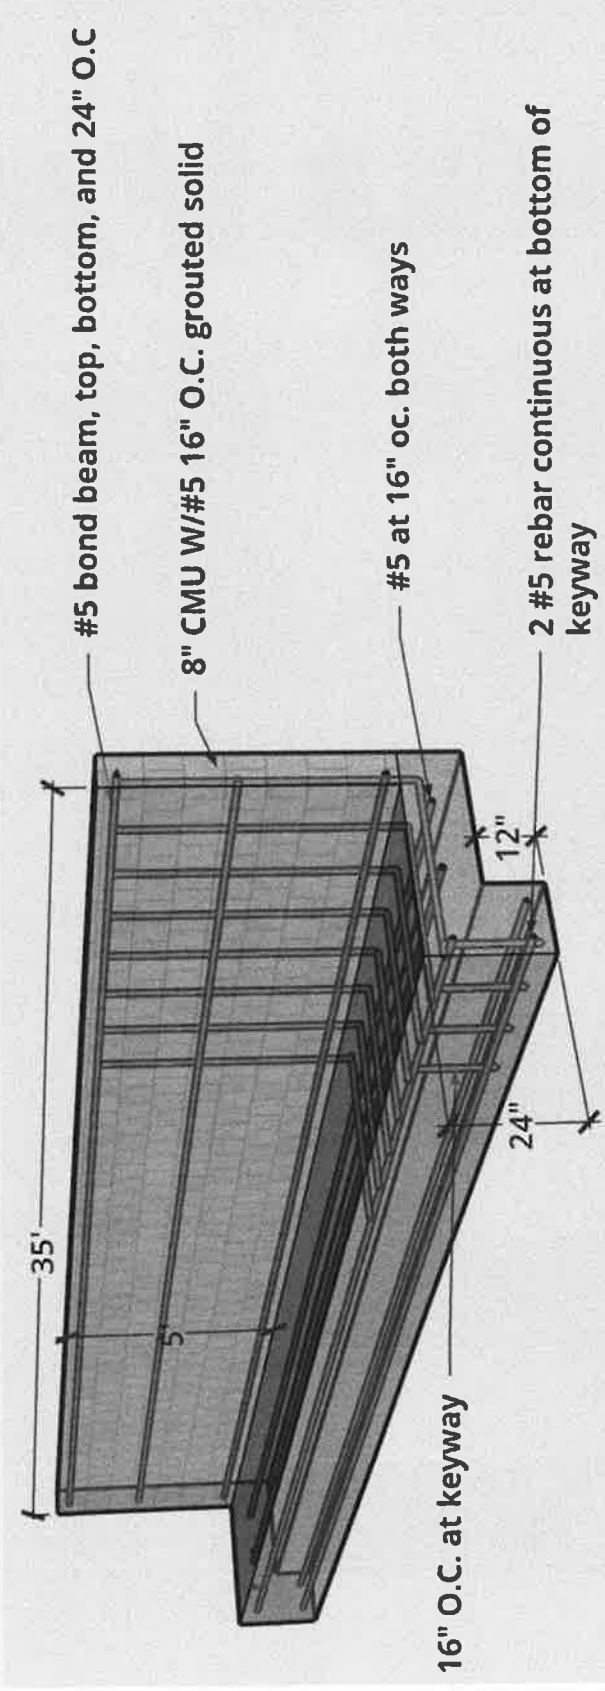 #5 bond beam, top, bottom, and 24" O.C
8" CMU W/#5 16" O.C. grouted solid
#5 at 16" oc. both ways
2 #5 rebar continuous at bottom of
keyway
16" O.C. at keyway
35'
5'
12"
24"